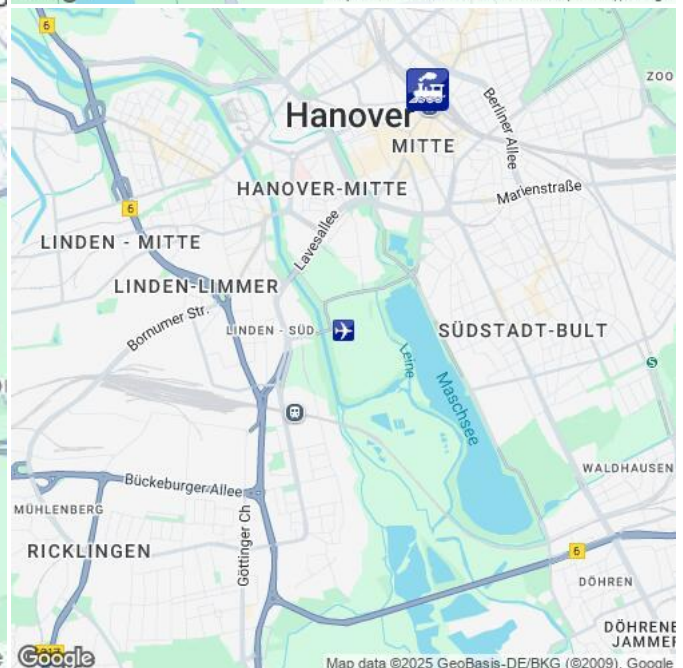 6
ZOO
Berliner Allee
Hanover
MITTE
HANOVER-MITTE
Marienstraße
6
Lavesallee
LINDEN - MITTE
LINDEN-LIMMER
Bornumer Str.
LINDEN - SÜD
SÜDSTADT-BULT
Leine
Maschsee
S
WALDHAUSEN
Bückeburger Allee
MÜHLENBERG
Göttinger Ch
RICKLINGEN
6
DÖHREN
DÖHRENE
JAMMER
Google
Map data ©2025 GeoBasis-DE/BKG (©2009) Google